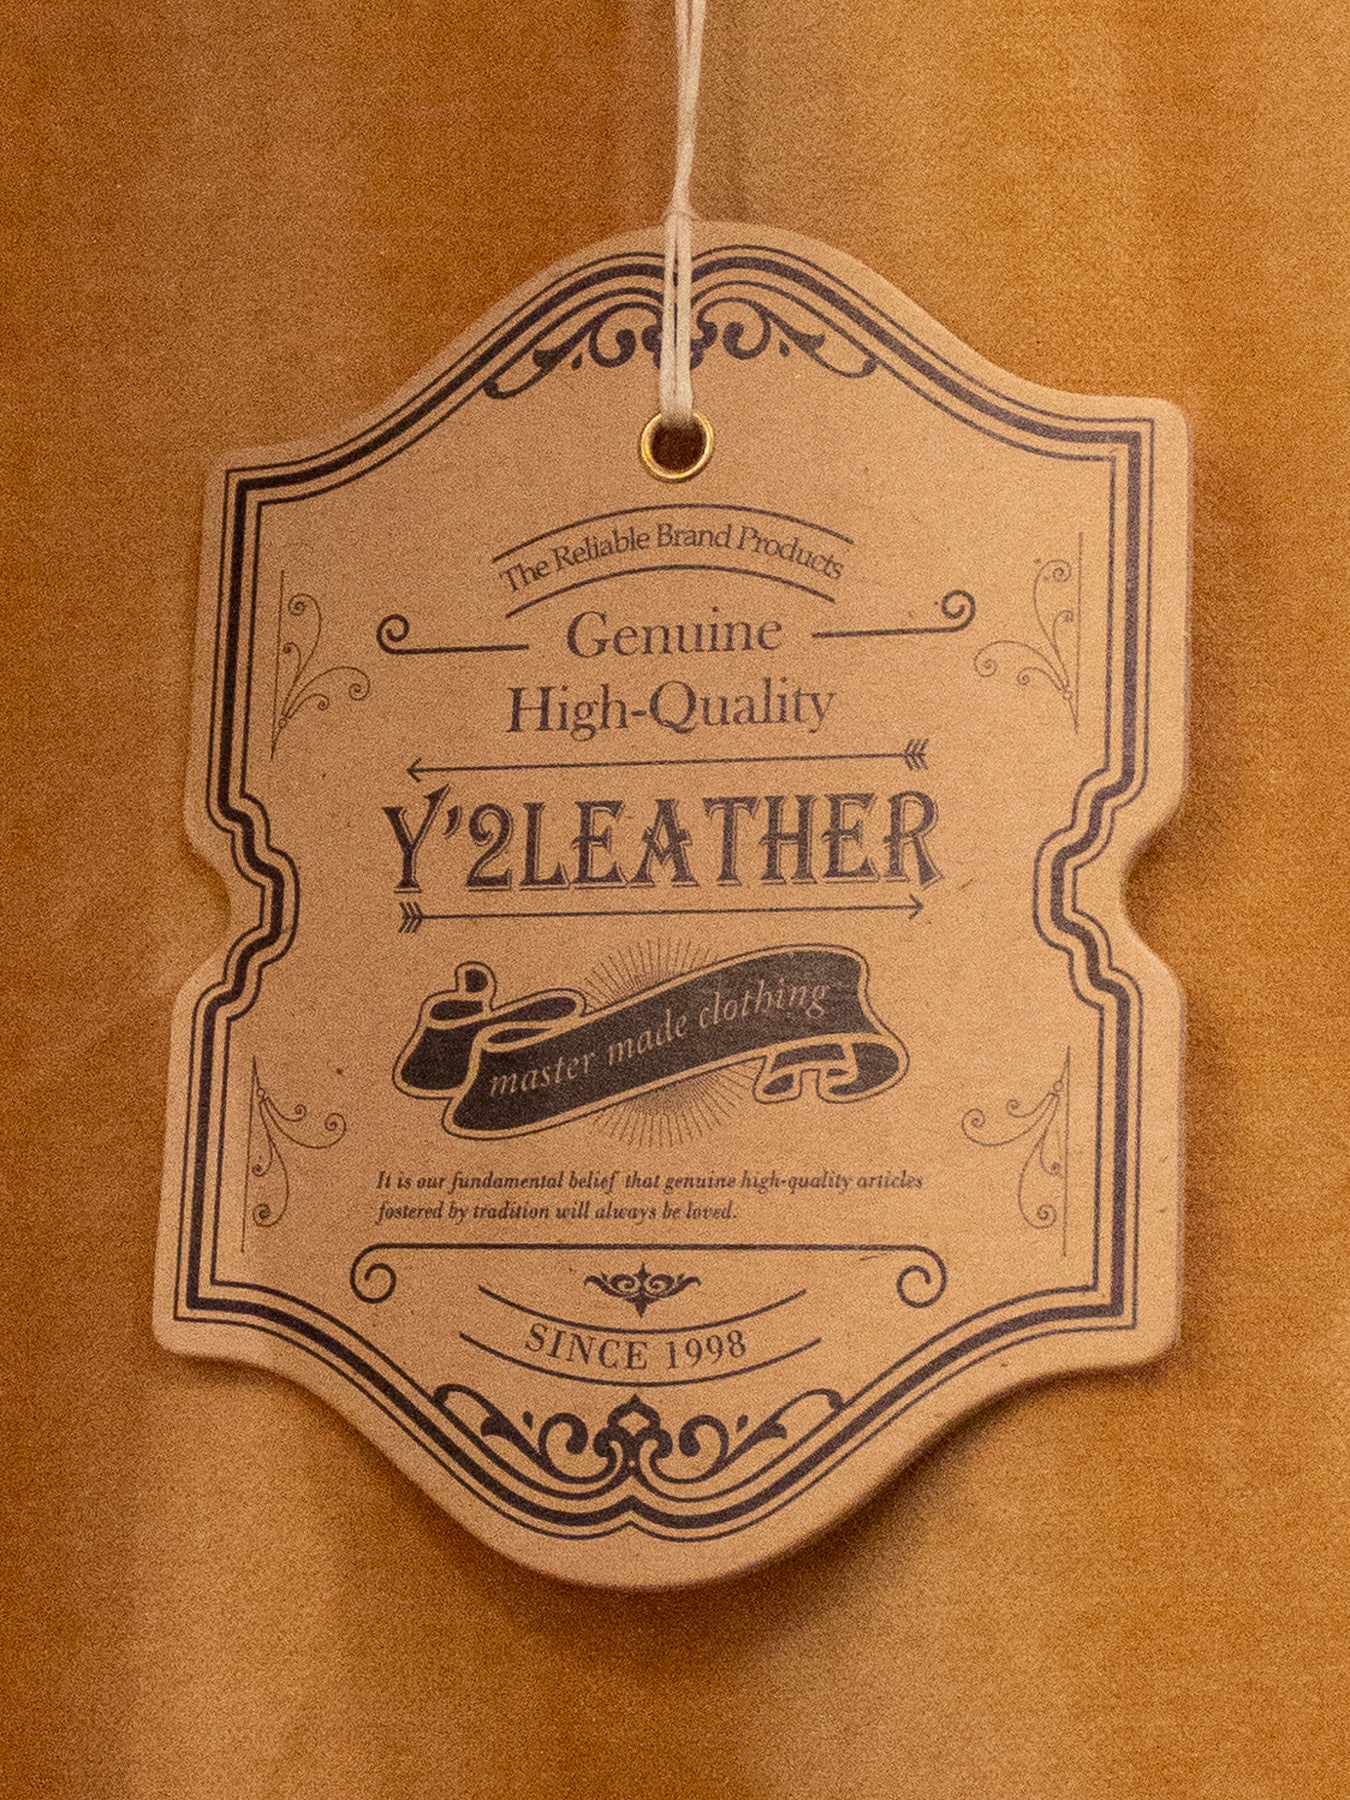 The Reliable Brand Products
Genuine
High-Quality
Y'2LEATHER
master made clothing
It is our fundamental belief that genuine high-quality articles
fostered by tradition will always be loved.
SINCE 1998